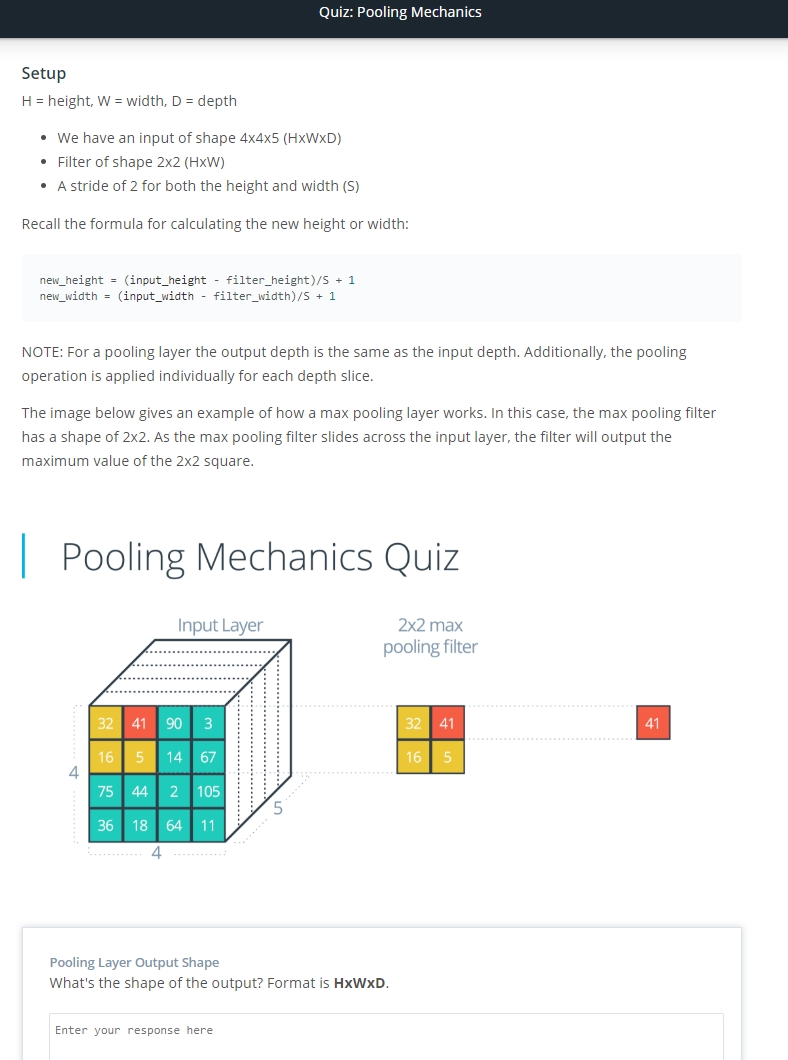 Quiz: Pooling Mechanics
Setup
H = height, W = width, D = depth
• We have an input of shape 4x4x5 (HxWxD)
• Filter of shape 2x2 (HxW)
• A stride of 2 for both the height and width (S)
Recall the formula for calculating the new height or width:
new_height = (input_height - filter_height)/S + 1
new_width = (input_width - filter_width)/S + 1
NOTE: For a pooling layer the output depth is the same as the input depth. Additionally, the pooling
operation is applied individually for each depth slice.
The image below gives an example of how a max pooling layer works. In this case, the max pooling filter
has a shape of 2x2. As the max pooling filter slides across the input layer, the filter will output the
maximum value of the 2x2 square.
Pooling Mechanics Quiz
Input Layer
2x2 max
pooling filter
32 41 90 3
16 5 14 67
75 44 2 105
36 18 64 11
4
4
5
32 41
16 5
41
Pooling Layer Output Shape
What's the shape of the output? Format is HxWxD.
Enter your response here